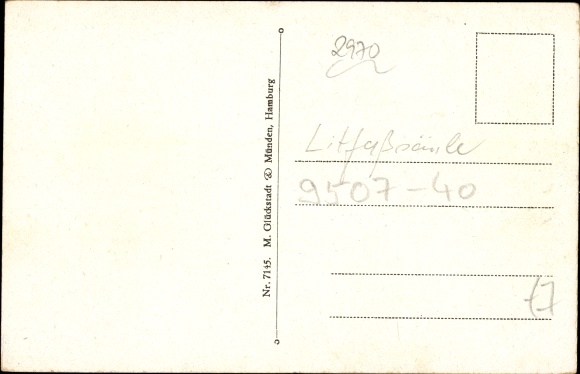 Nr. 7145. M. Glückstadt & Münden, Hamburg
2970
Litfaßsäule
9507-40